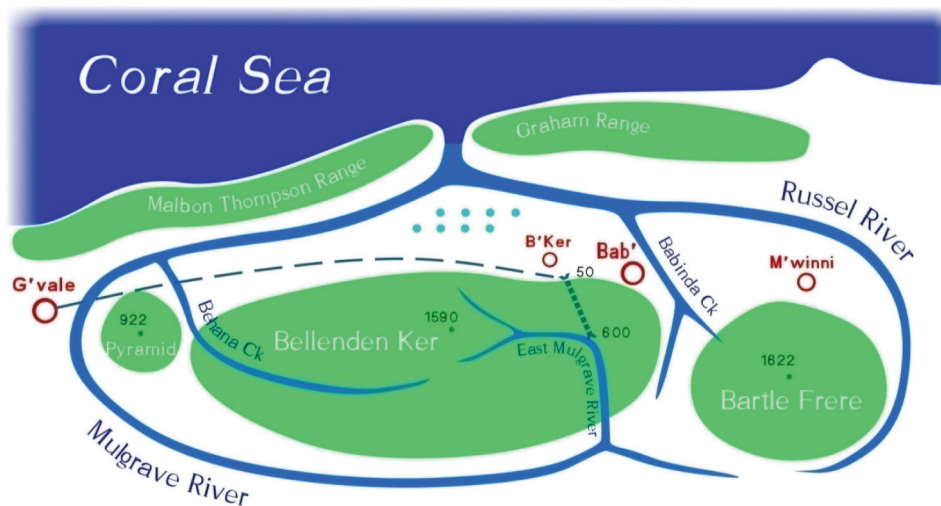 Coral Sea
Graham Range
Malbon Thompson Range
Russel River
B'Ker
Bab'
Babinda Ck
M'winni
G'vale
50
922
Pyramid
Behana Ck
1590
Bellenden Ker
600
East Mulgrave River
1622
Bartle Frere
Mulgrave River